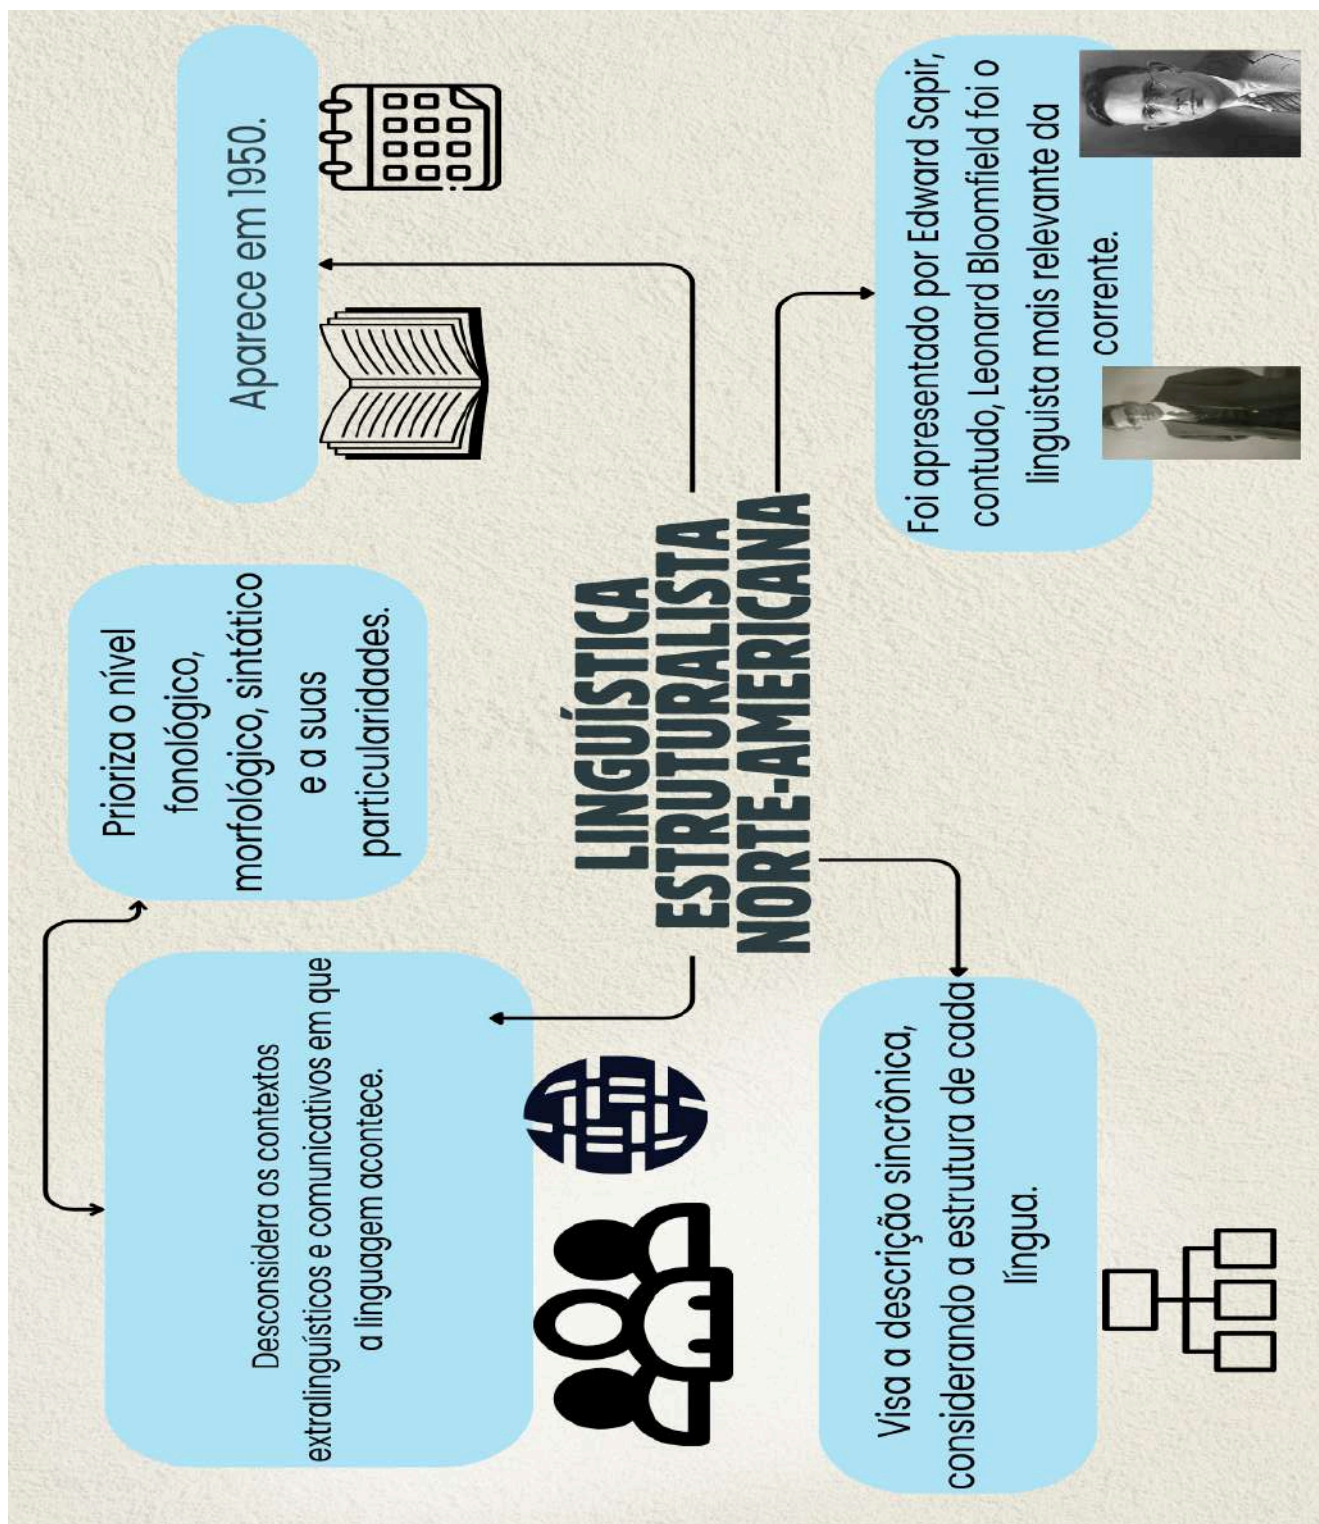 Desconsidera os contextos
extralinguísticos e comunicativos em que
a linguagem acontece.
Prioriza o nível
fonológico,
morfológico, sintático
e a suas
particularidades.
Aparece em 1950.
LINGUÍSTICA
ESTRUTURALISTA
NORTE-AMERICANA
Visa a descrição sincrônica,
considerando a estrutura de cada
língua.
Foi apresentado por Edward Sapir,
contudo, Leonard Bloomfield foi o
linguista mais relevante da
corrente.